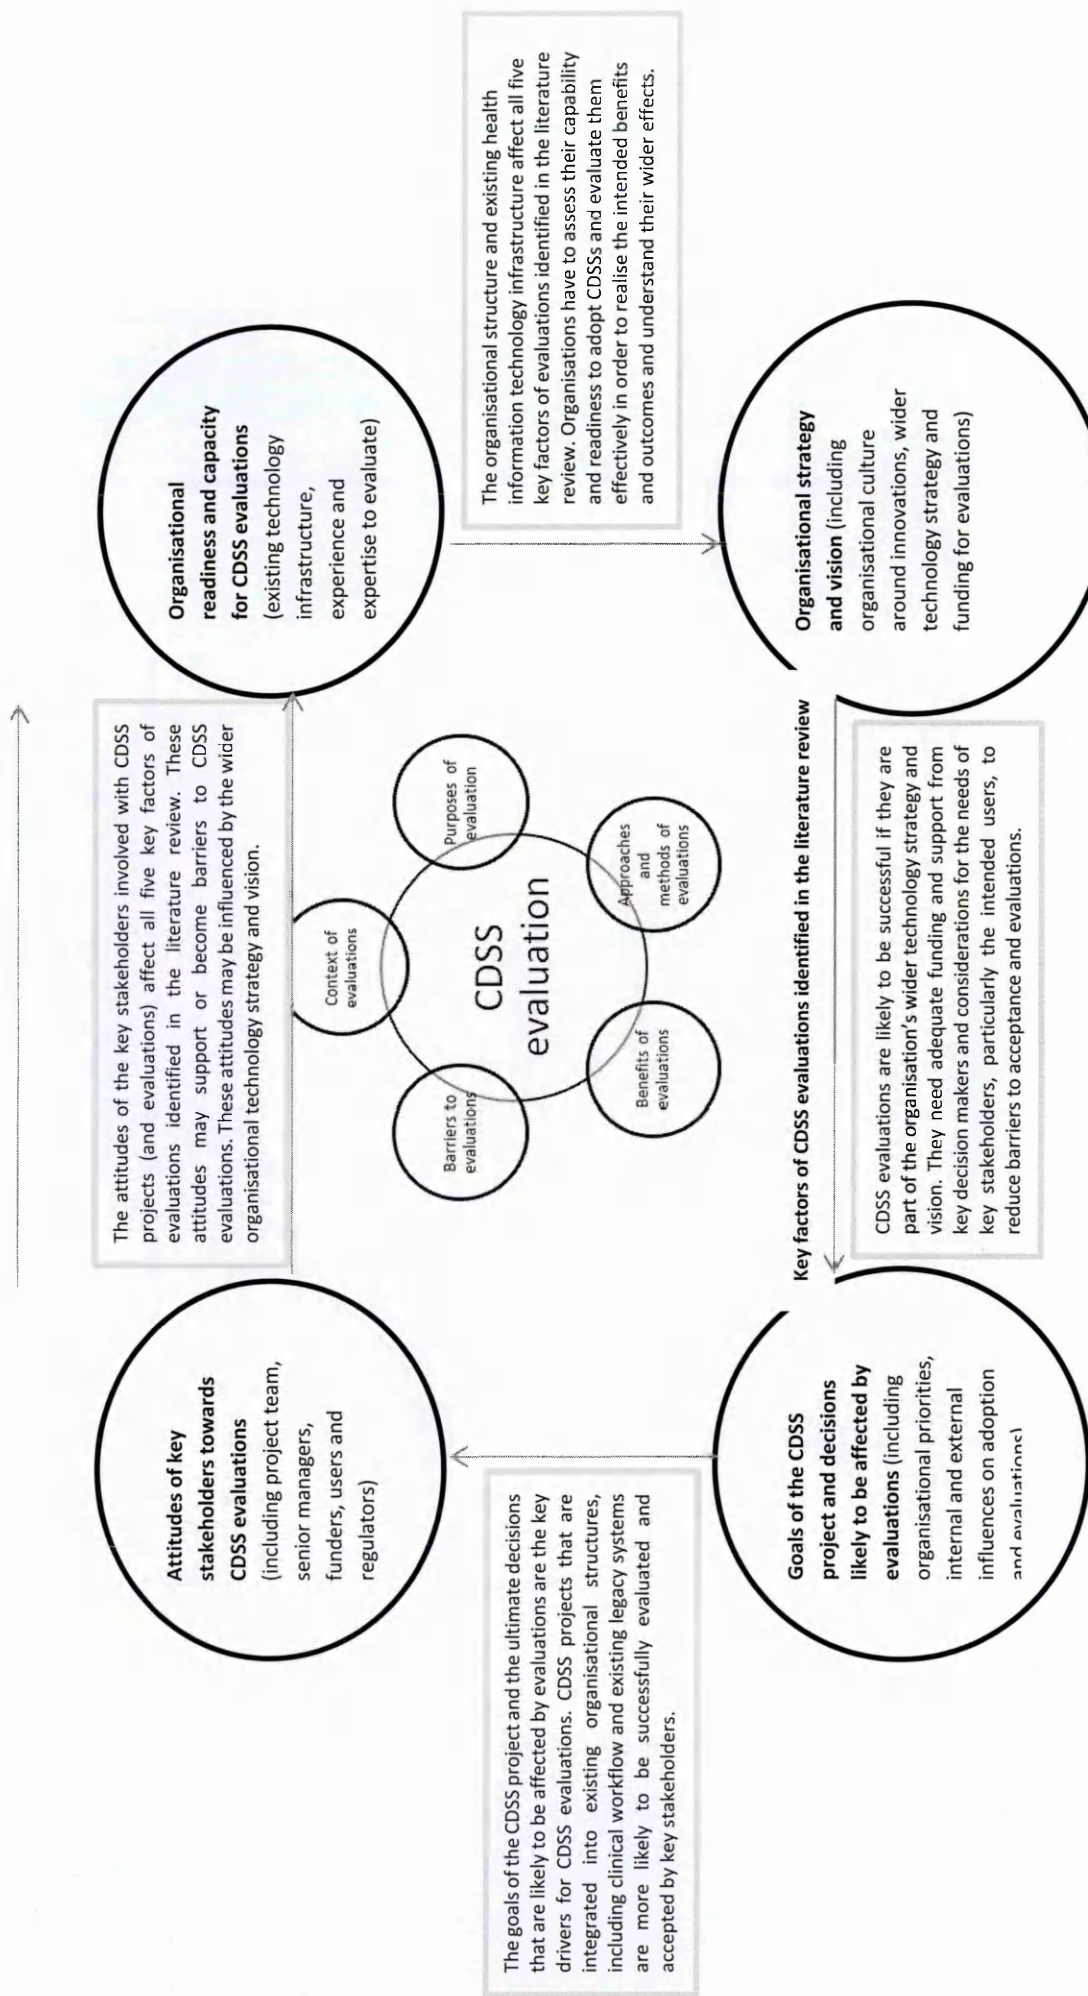 Attitudes of key
stakeholders towards
CDSS evaluations
(including project team,
senior managers,
funders, users and
regulators)
The attitudes of the key stakeholders involved with CDSS
projects (and evaluations) affect all five key factors of
evaluations identified in the literature review. These
attitudes may support or become barriers to CDSS
evaluations. These attitudes may be influenced by the wider
organisational technology strategy and vision.
Organisational
readiness and capacity
for CDSS evaluations
(existing technology
infrastructure,
experience and
expertise to evaluate)
The goals of the CDSS project and the ultimate decisions
that are likely to be affected by evaluations are the key
drivers for CDSS evaluations. CDSS projects that are
integrated into existing organisational structures,
including clinical workflow and existing legacy systems
are more likely to be successfully evaluated and
accepted by key stakeholders.
Context of
evaluations
Barriers to
evaluations
Purposes of
evaluation
CDSS
evaluation
Benefits of
evaluations
Approaches
and
methods of
evaluations
The organisational structure and existing health
information technology infrastructure affect all five
key factors of evaluations identified in the literature
review. Organisations have to assess their capability
and readiness to adopt CDSSs and evaluate them
effectively in order to realise the intended benefits
and outcomes and understand their wider effects.
Key factors of CDSS evaluations identified in the literature review
Goals of the CDSS
project and decisions
likely to be affected by
evaluations (including
organisational priorities,
internal and external
influences on adoption
and evaluations)
CDSS evaluations are likely to be successful if they are
part of the organisation's wider technology strategy and
vision. They need adequate funding and support from
key decision makers and considerations for the needs of
key stakeholders, particularly the intended users, to
reduce barriers to acceptance and evaluations.
Organisational strategy
and vision (including
organisational culture
around innovations, wider
technology strategy and
funding for evaluations)